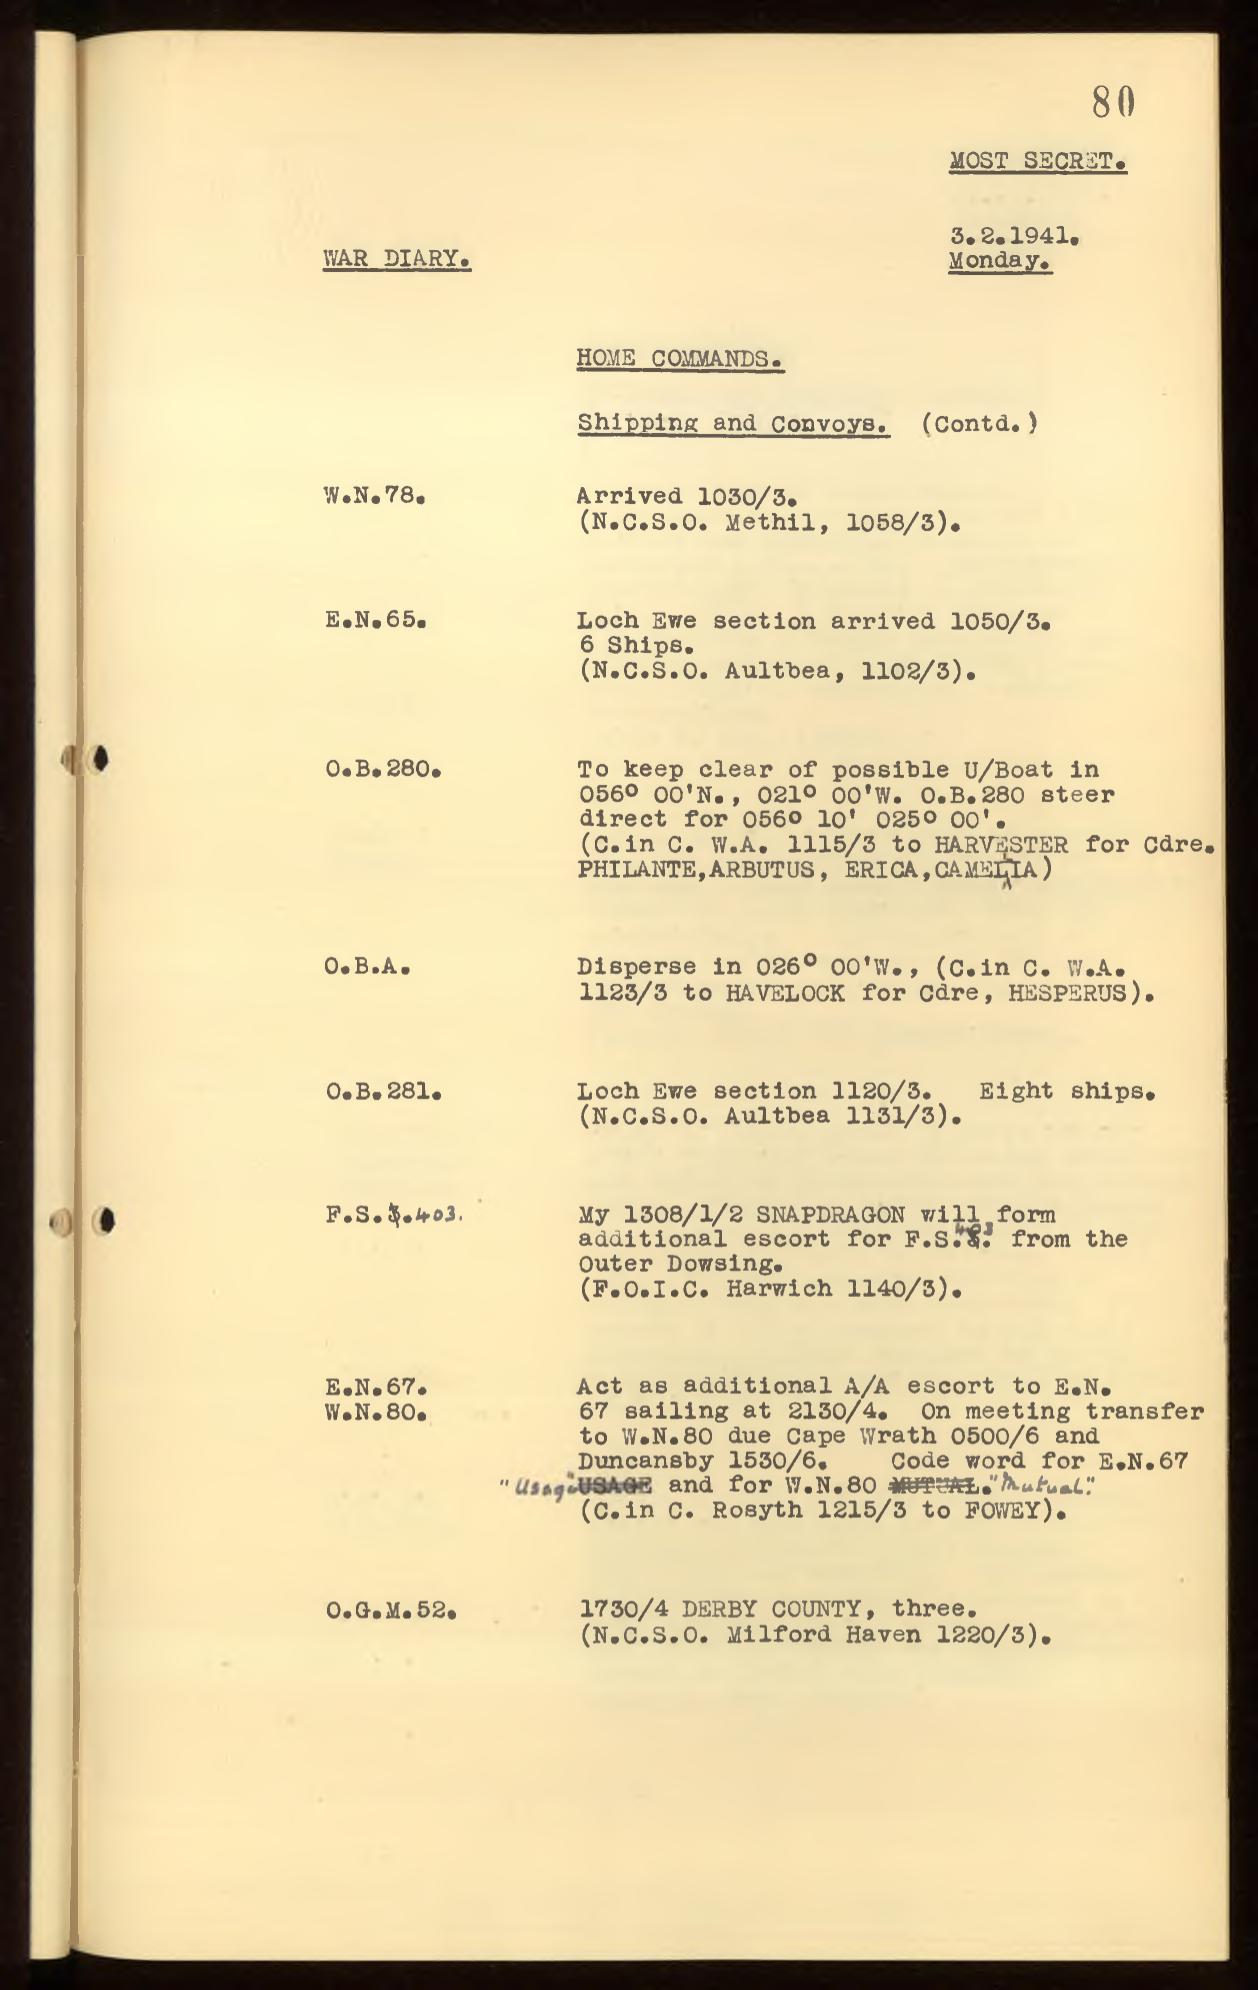 80
MOST SECRET.
3.2.1941.
WAR DIARY.
Monday.
HOME COMMANDS.
Shipping and Convoys. (Contd.)
W.N.78. Arrived 1030/3.
(N.C.S.O. Methil, 1058/3).
E.N.65. Loch Ewe section arrived 1050/3.
6 Ships.
(N.C.S.O. Aultbea, 1102/3).
O.B.280. To keep clear of possible U/Boat in
056° 00'N., 021° 00'W. O.B.280 steer
direct for 056° 10' 025° 00'.
(C.in C. W.A. 1115/3 to HARVESTER for Cdre.
PHILANTE,ARBUTUS, ERICA,CAMELIA)
O.B.A. Disperse in 026° 00'W., (C.in C. W.A.
1123/3 to HAVELOCK for Cdre, HESPERUS).
O.B.281. Loch Ewe section 1120/3. Eight ships.
(N.C.S.O. Aultbea 1131/3).
F.S.3.403. My 1308/1/2 SNAPDRAGON will form
additional escort for F.S.403. from the
Outer Dowsing.
(F.O.I.C. Harwich 1140/3).
E.N.67. Act as additional A/A escort to E.N.
W.N.80. 67 sailing at 2130/4. On meeting transfer
to W.N.80 due Cape Wrath 0500/6 and
Duncansby 1530/6. Code word for E.N.67
"Usage" USAGE and for W.N.80 MUTUAL. "Mutual."
(C.in C. Rosyth 1215/3 to FOWEY).
O.G.M.52. 1730/4 DERBY COUNTY, three.
(N.C.S.O. Milford Haven 1220/3).